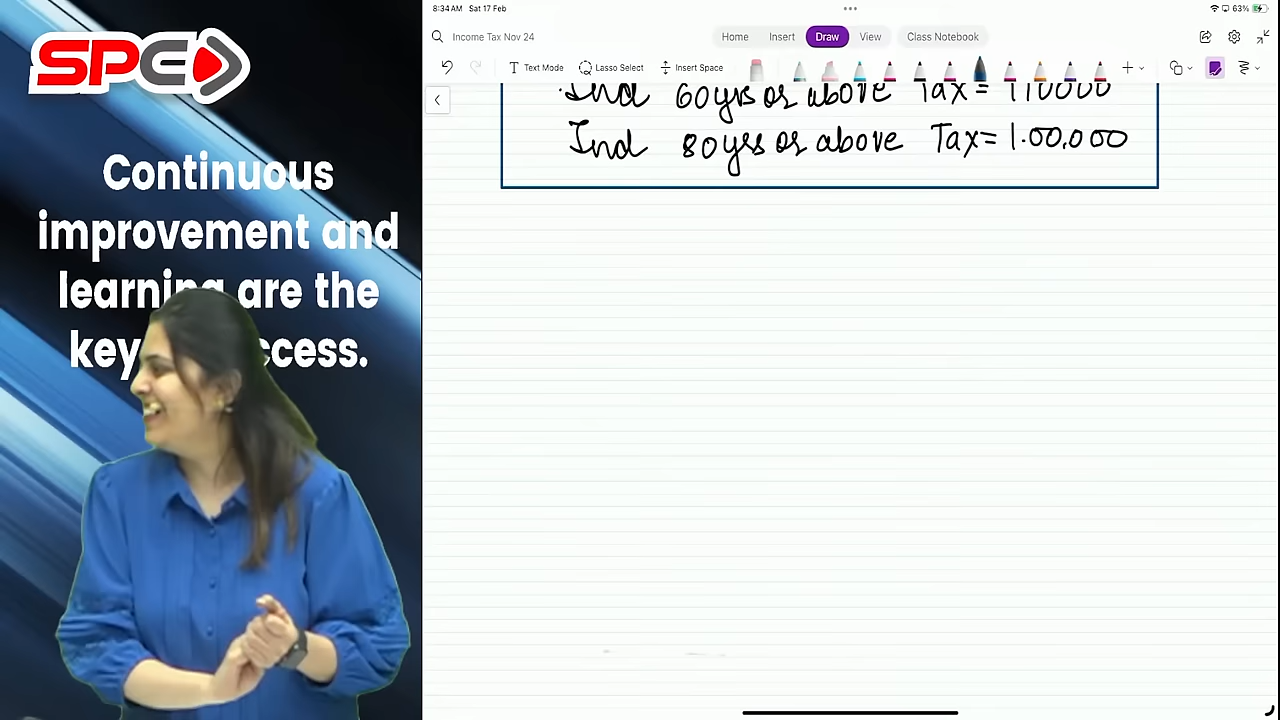 8:34 AM Sat 17 Feb
63%
SPC
Income Tax Nov 24
Home Insert Draw View Class Notebook
Text Mode Lasso Select Insert Space
Ind 60yrs or above Tax = 110000
Ind 80yrs or above Tax = 1.00,000
Continuous
improvement and
learning are the
key ccess.